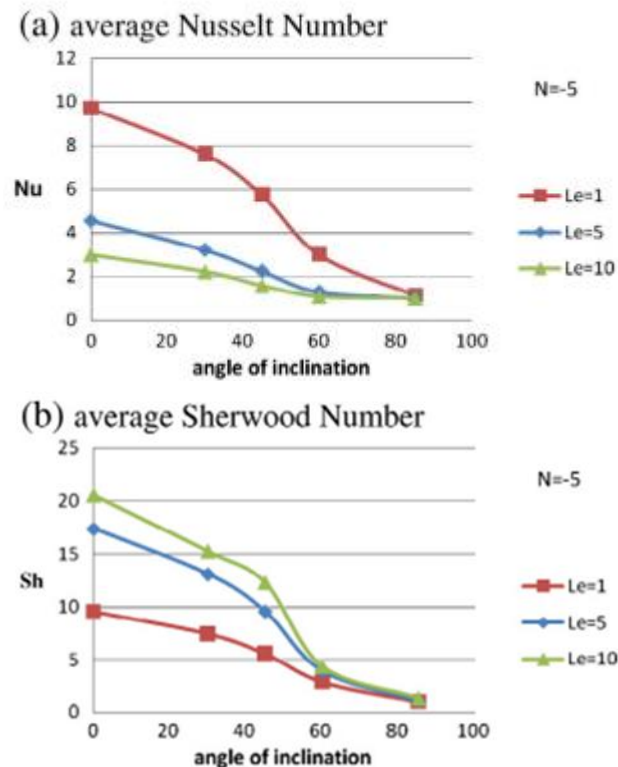 (a) average Nusselt Number
12
10
8
6
4
2
0
Nu
0 20 40 60 80 100
angle of inclination
N=-5
Le=1
Le=5
Le=10
(b) average Sherwood Number
25
20
15
10
5
0
Sh
0 20 40 60 80 100
angle of inclination
N=-5
Le=1
Le=5
Le=10